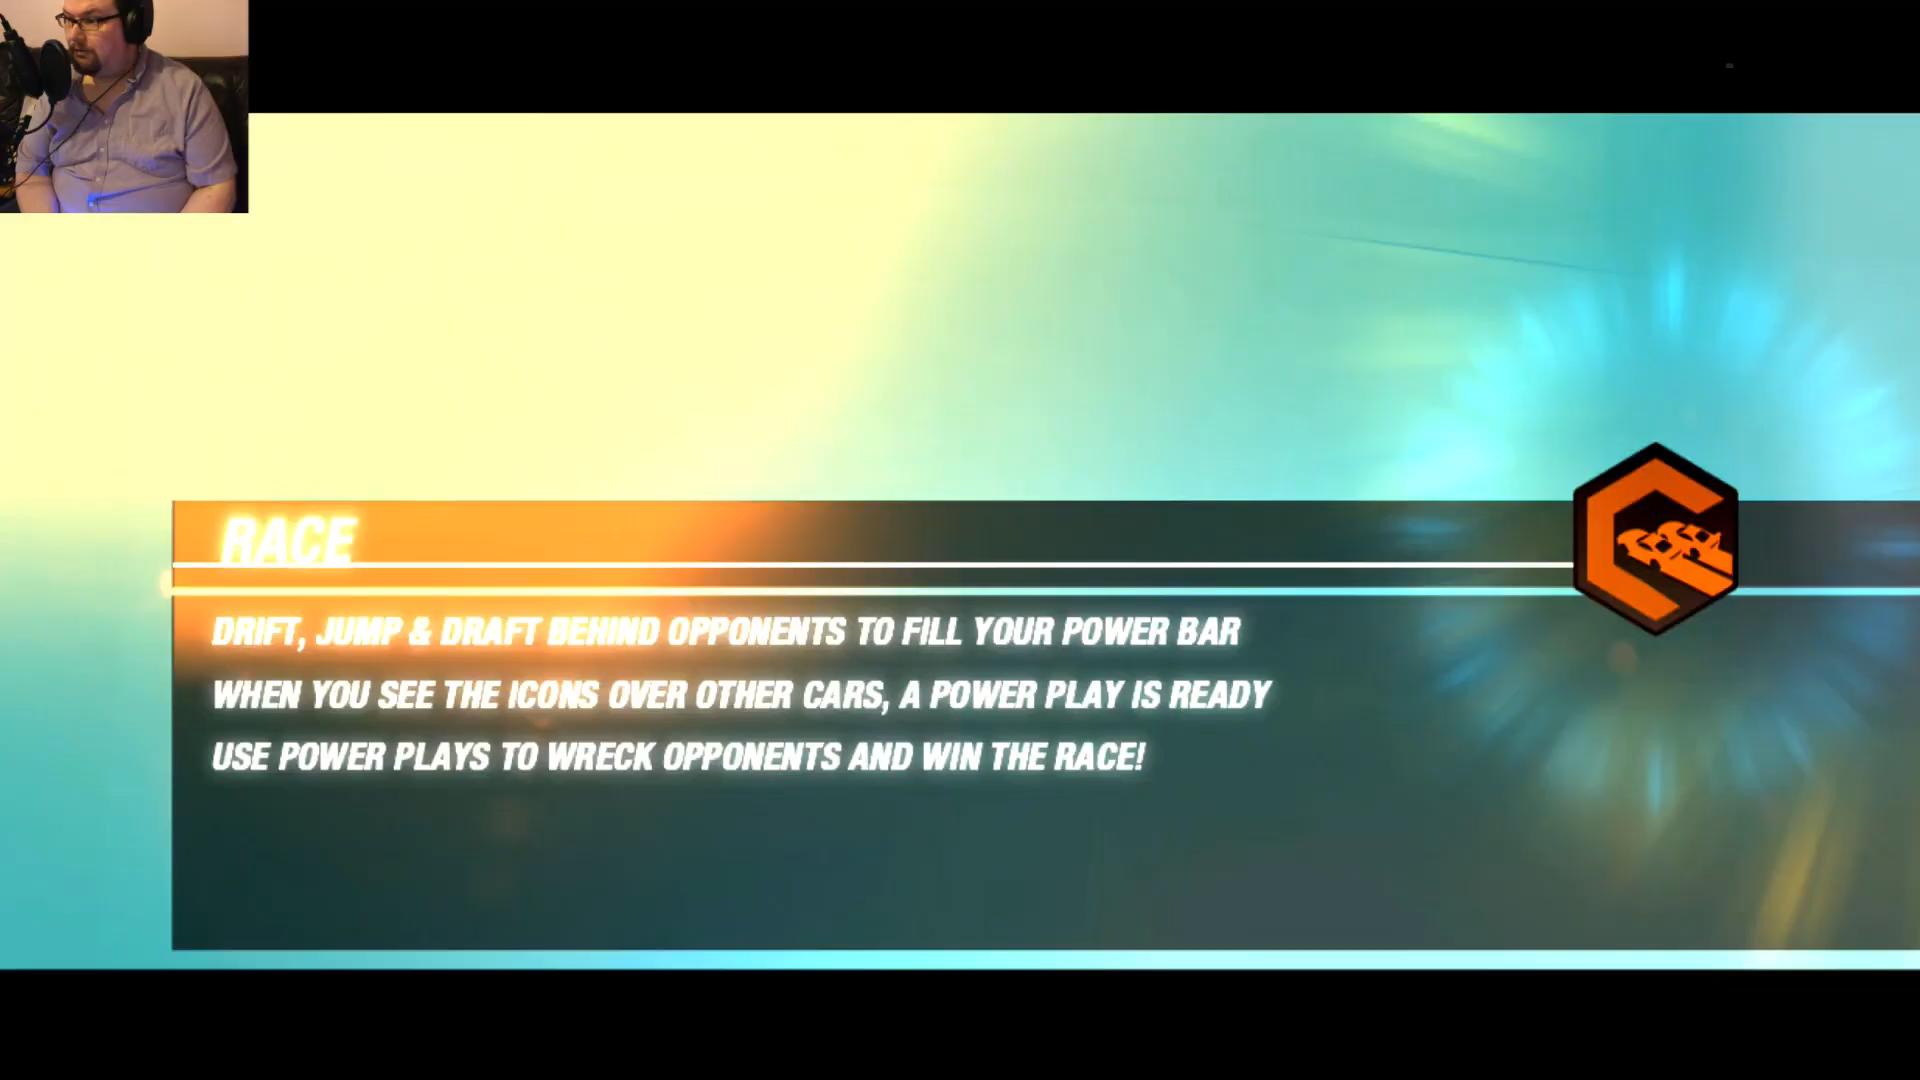 RACE
DRIFT, JUMP & DRAFT BEHIND OPPONENTS TO FILL YOUR POWER BAR
WHEN YOU SEE THE ICONS OVER OTHER CARS, A POWER PLAY IS READY
USE POWER PLAYS TO WRECK OPPONENTS AND WIN THE RACE!